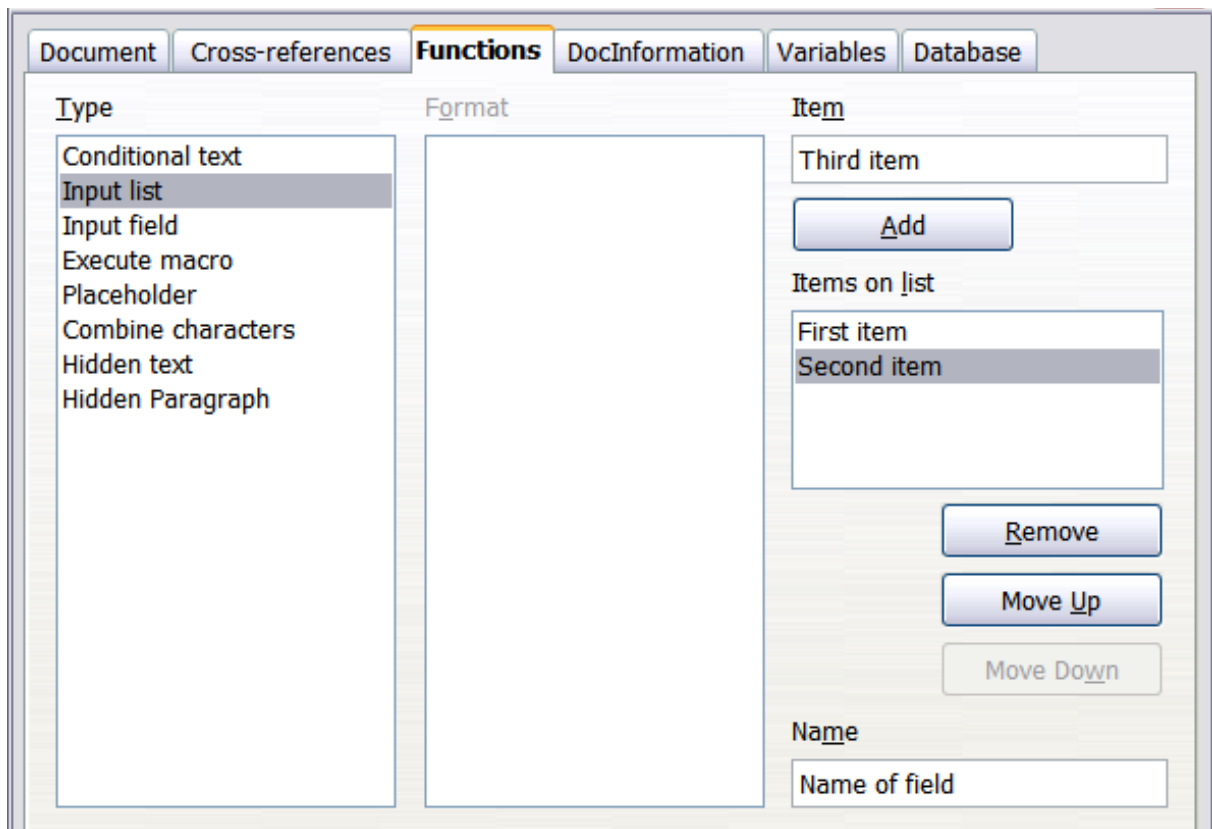 Document Cross-references Functions DocInformation Variables Database
Type
Conditional text
Input list
Input field
Execute macro
Placeholder
Combine characters
Hidden text
Hidden Paragraph
Format
Item
Third item
Add
Items on list
First item
Second item
Remove
Move Up
Move Down
Name
Name of field